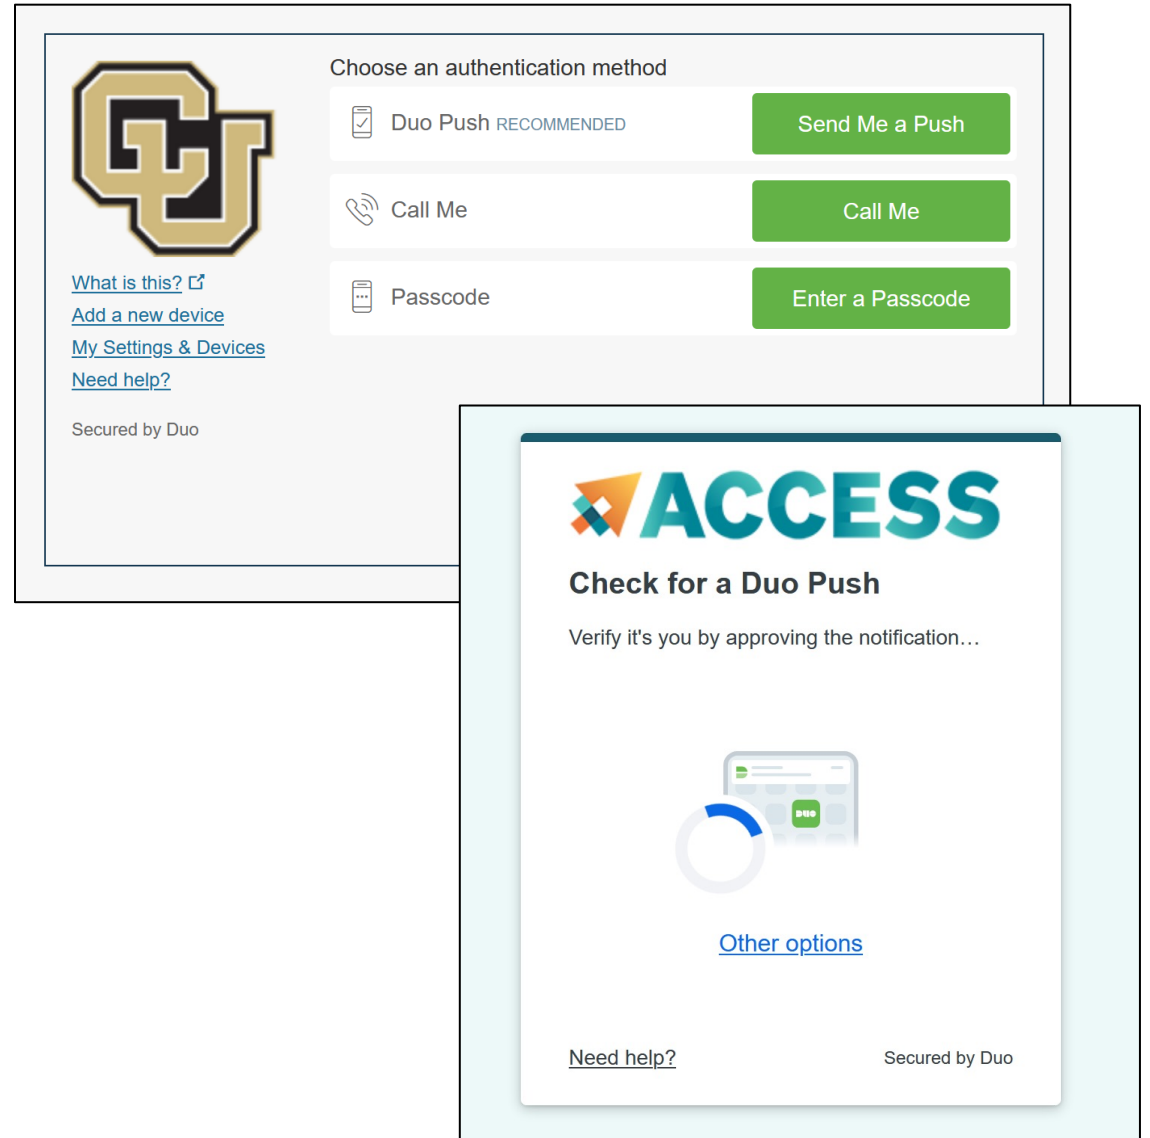 CU
Choose an authentication method
Duo Push RECOMMENDED
Send Me a Push
Call Me
Call Me
Passcode
Enter a Passcode
What is this?
Add a new device
My Settings & Devices
Need help?
Secured by Duo
ACCESS
Check for a Duo Push
Verify it's you by approving the notification…
DUO
Other options
Need help?
Secured by Duo